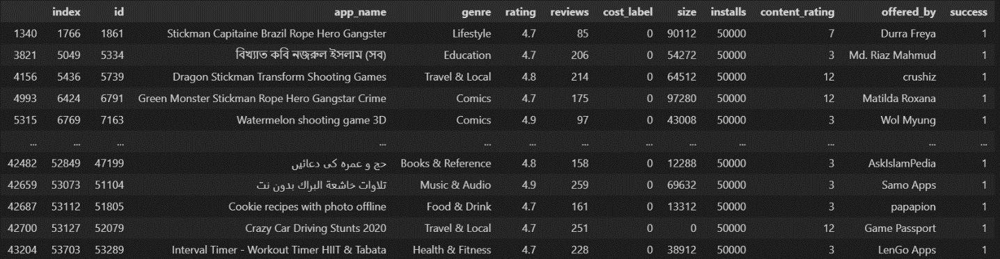 index id app_name genre rating reviews cost_label size installs content_rating offered_by success
1340 1766 1861 Stickman Capitaine Brazil Rope Hero Gangster Lifestyle 4.7 85 0 90112 50000 7 Durra Freya 1
3821 5049 5334 বিখ্যাত কবি নজরুল ইসলাম (সব) Education 4.7 206 0 54272 50000 3 Md. Riaz Mahmud 1
4156 5436 5739 Dragon Stickman Transform Shooting Games Travel & Local 4.8 214 0 64512 50000 12 crushiz 1
4993 6424 6791 Green Monster Stickman Rope Hero Gangstar Crime Comics 4.7 175 0 97280 50000 12 Matilda Roxana 1
5315 6769 7163 Watermelon shooting game 3D Comics 4.9 97 0 43008 50000 3 Wol Myung 1
... ... ... ... ... ... ... ... ... ... ... ... ...
42482 52849 47199 حج و عمرہ کی دعائیں Books & Reference 4.8 158 0 12288 50000 3 AskIslamPedia 1
42659 53073 51104 تلاوات خاشعة البراك بدون نت Music & Audio 4.9 259 0 69632 50000 3 Samo Apps 1
42687 53112 51805 Cookie recipes with photo offline Food & Drink 4.7 161 0 13312 50000 3 papapion 1
42700 53127 52079 Crazy Car Driving Stunts 2020 Travel & Local 4.7 251 0 0 50000 12 Game Passport 1
43204 53703 53289 Interval Timer - Workout Timer HIIT & Tabata Health & Fitness 4.7 228 0 38912 50000 3 LenGo Apps 1